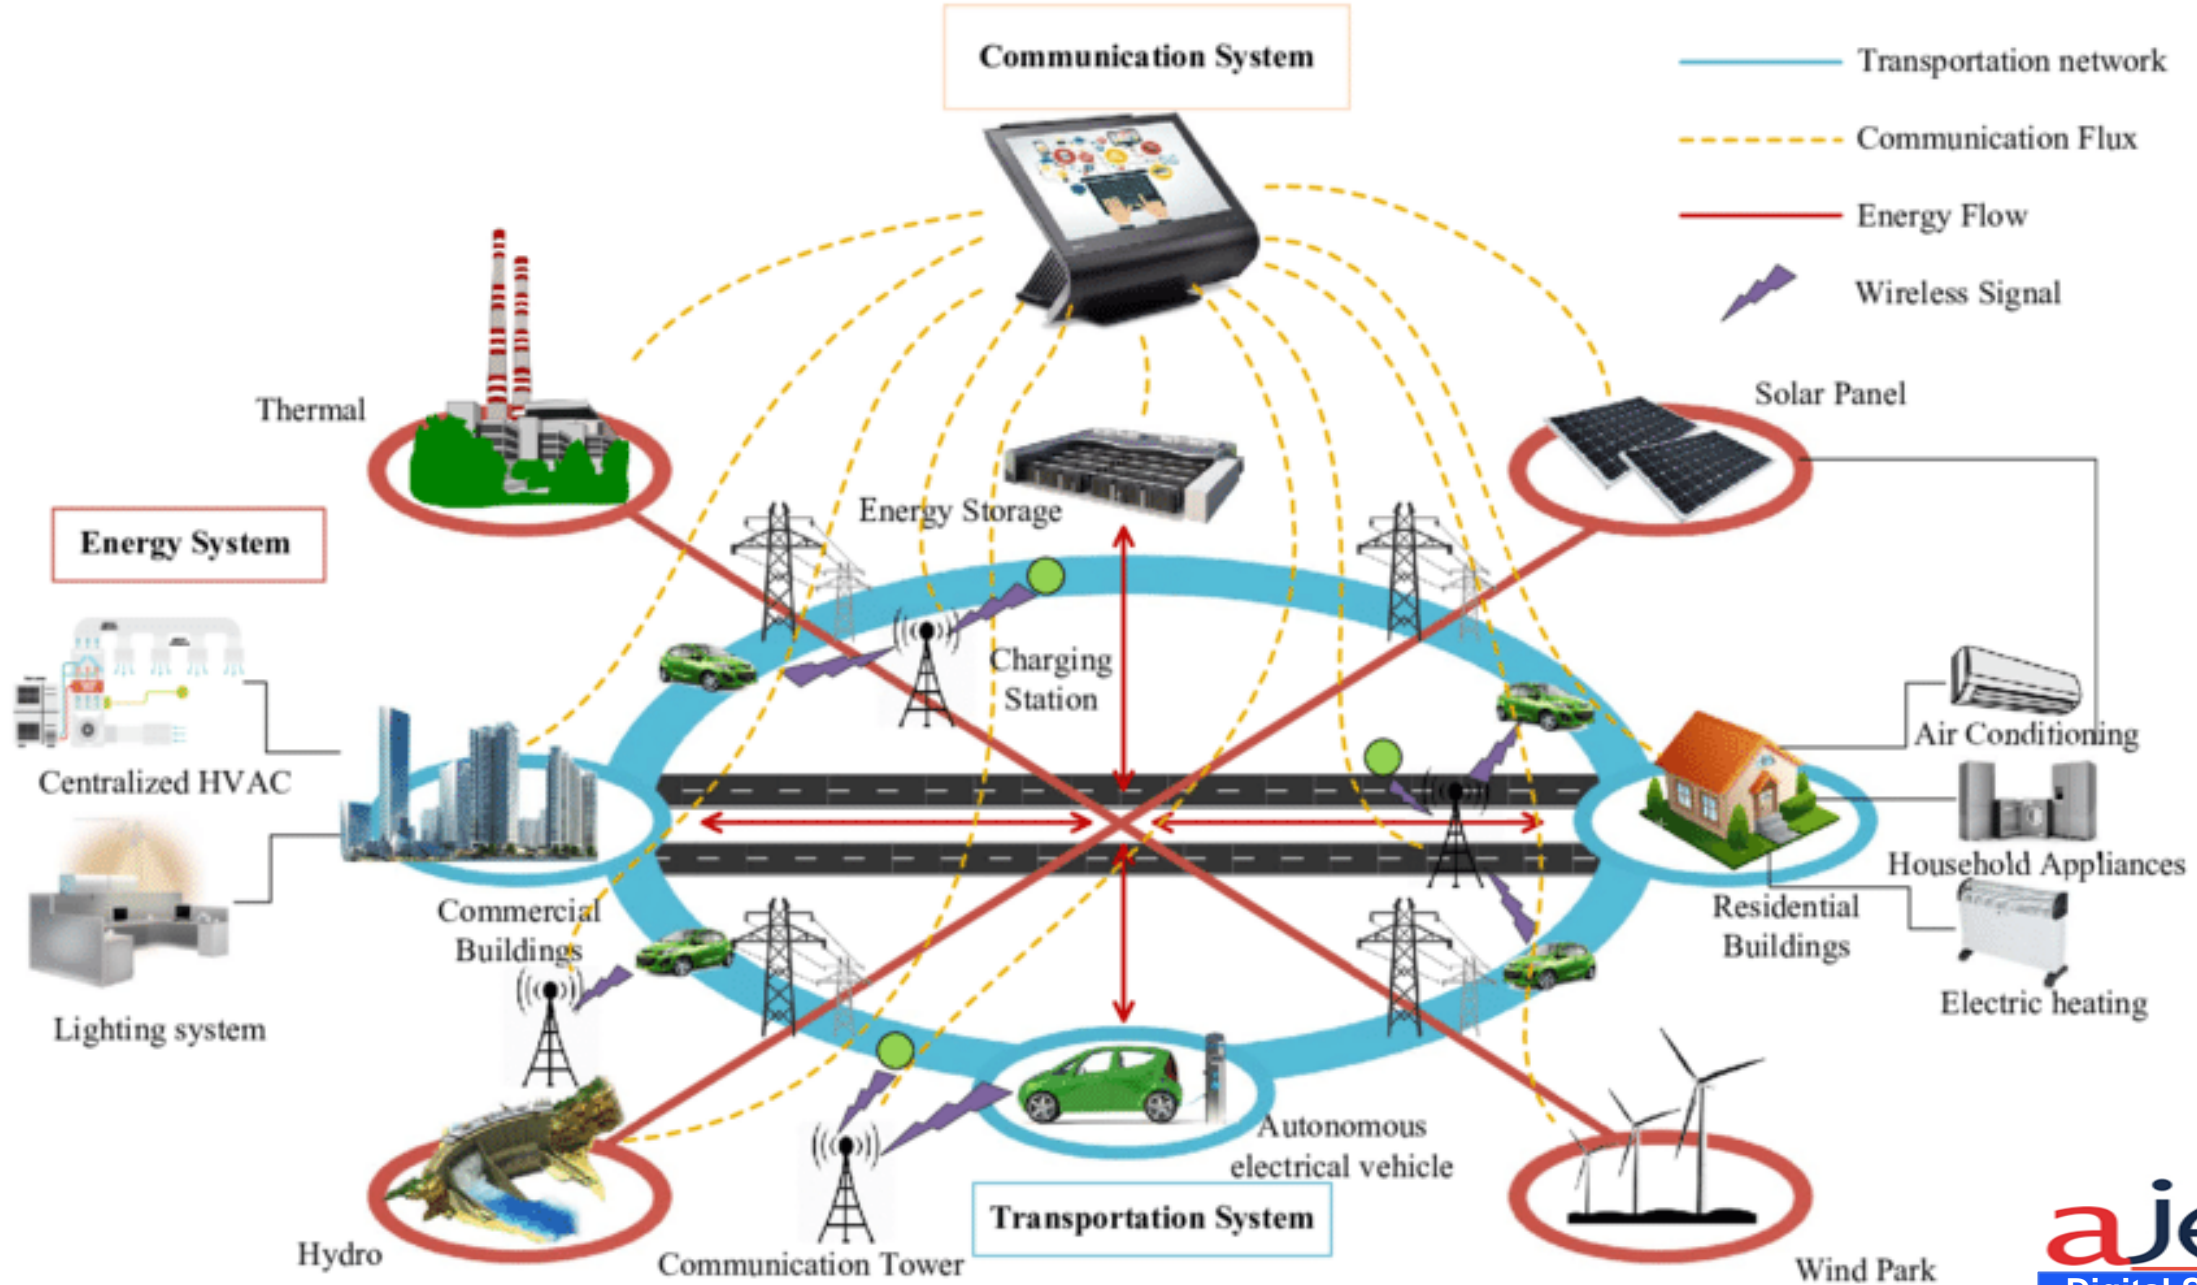 Communication System
Transportation network
Communication Flux
Energy Flow
Wireless Signal
Thermal
Solar Panel
Energy Storage
Energy System
Charging
Station
Centralized HVAC
Air Conditioning
Household Appliances
Commercial
Buildings
Residential
Buildings
Lighting system
Electric heating
Autonomous
electrical vehicle
Transportation System
Hydro
Communication Tower
Wind Park
aje
Digital S